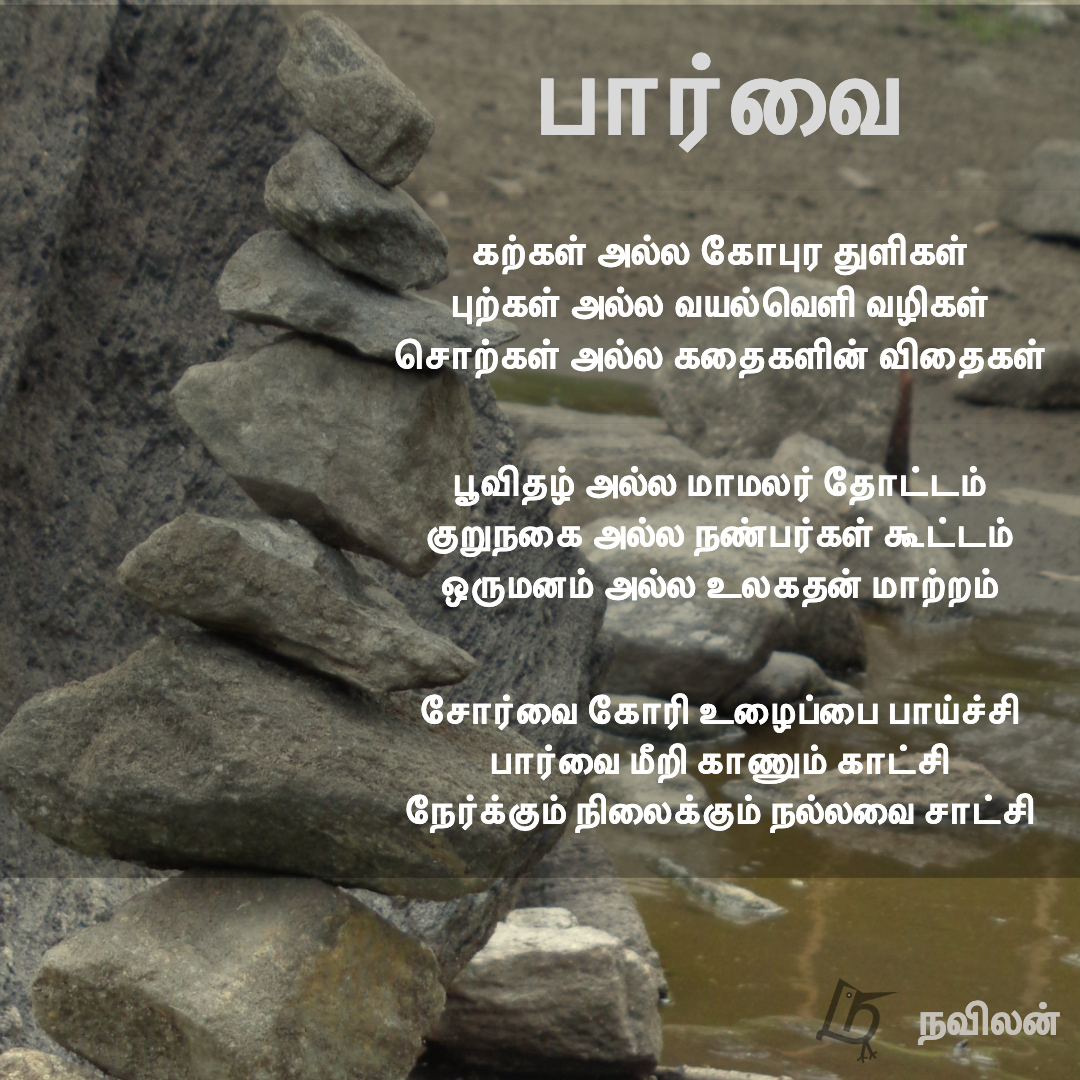 பார்வை
கற்கள் அல்ல கோபுர துளிகள்
புற்கள் அல்ல வயல்வெளி வழிகள்
சொற்கள் அல்ல கதைகளின் விதைகள்
பூவிதழ் அல்ல மாமலர் தோட்டம்
குறுநகை அல்ல நண்பர்கள் கூட்டம்
ஒருமனம் அல்ல உலகதன் மாற்றம்
சோர்வை கோரி உழைப்பை பாய்ச்சி
பார்வை மீறி காணும் காட்சி
நேர்க்கும் நிலைக்கும் நல்லவை சாட்சி
நவிலன்